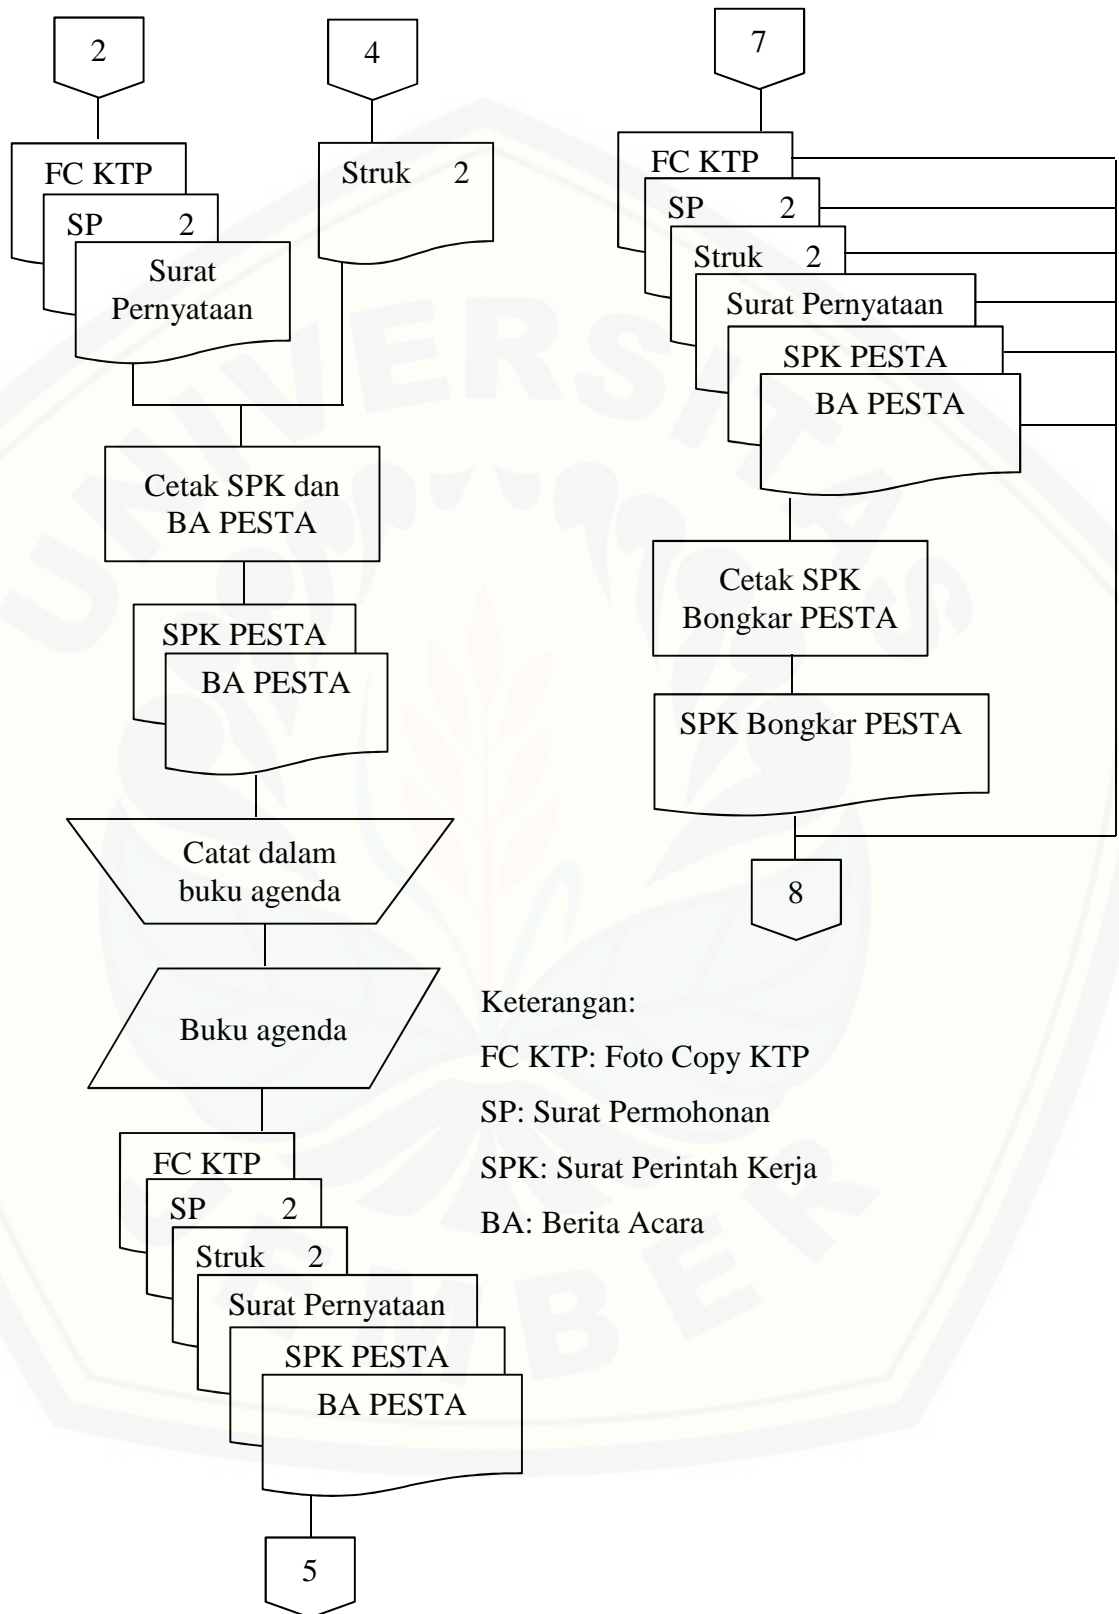 2
FC KTP
SP 2
Surat
Pernyataan
4
Struk 2
Cetak SPK dan
BA PESTA
SPK PESTA
BA PESTA
Catat dalam
buku agenda
Buku agenda
FC KTP
SP 2
Struk 2
Surat Pernyataan
SPK PESTA
BA PESTA
5
7
FC KTP
SP 2
Struk 2
Surat Pernyataan
SPK PESTA
BA PESTA
Cetak SPK
Bongkar PESTA
SPK Bongkar PESTA
8
Keterangan:
FC KTP: Foto Copy KTP
SP: Surat Permohonan
SPK: Surat Perintah Kerja
BA: Berita Acara
UNIVERSITAS
JEMBER